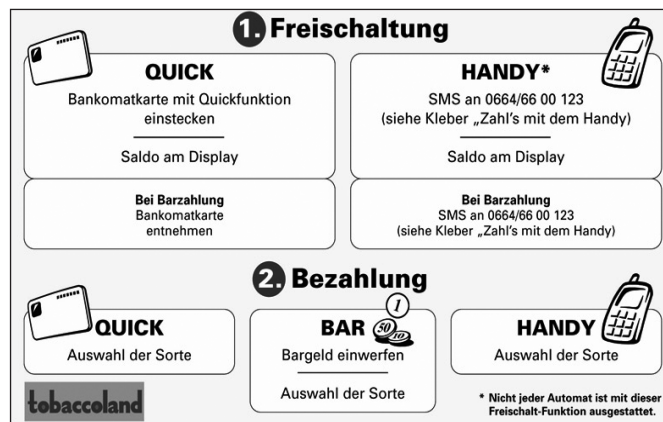 1. Freischaltung
QUICK
Bankomatkarte mit Quickfunktion
einstecken
Saldo am Display
HANDY*
SMS an 0664/66 00 123
(siehe Kleber „Zahl's mit dem Handy)
Saldo am Display
Bei Barzahlung
Bankomatkarte
entnehmen
Bei Barzahlung
SMS an 0664/66 00 123
(siehe Kleber „Zahl's mit dem Handy)
2. Bezahlung
QUICK
Auswahl der Sorte
BAR
1
50
10
Bargeld einwerfen
Auswahl der Sorte
HANDY
Auswahl der Sorte
tobaccoland
* Nicht jeder Automat ist mit dieser
Freischalt-Funktion ausgestattet.